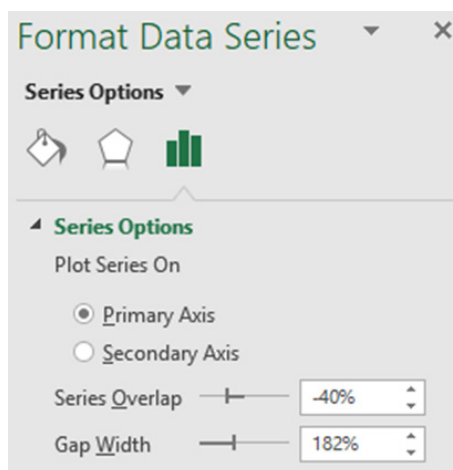 Format Data Series
Series Options
Series Options
Plot Series On
Primary Axis
Secondary Axis
Series Overlap -40%
Gap Width 182%